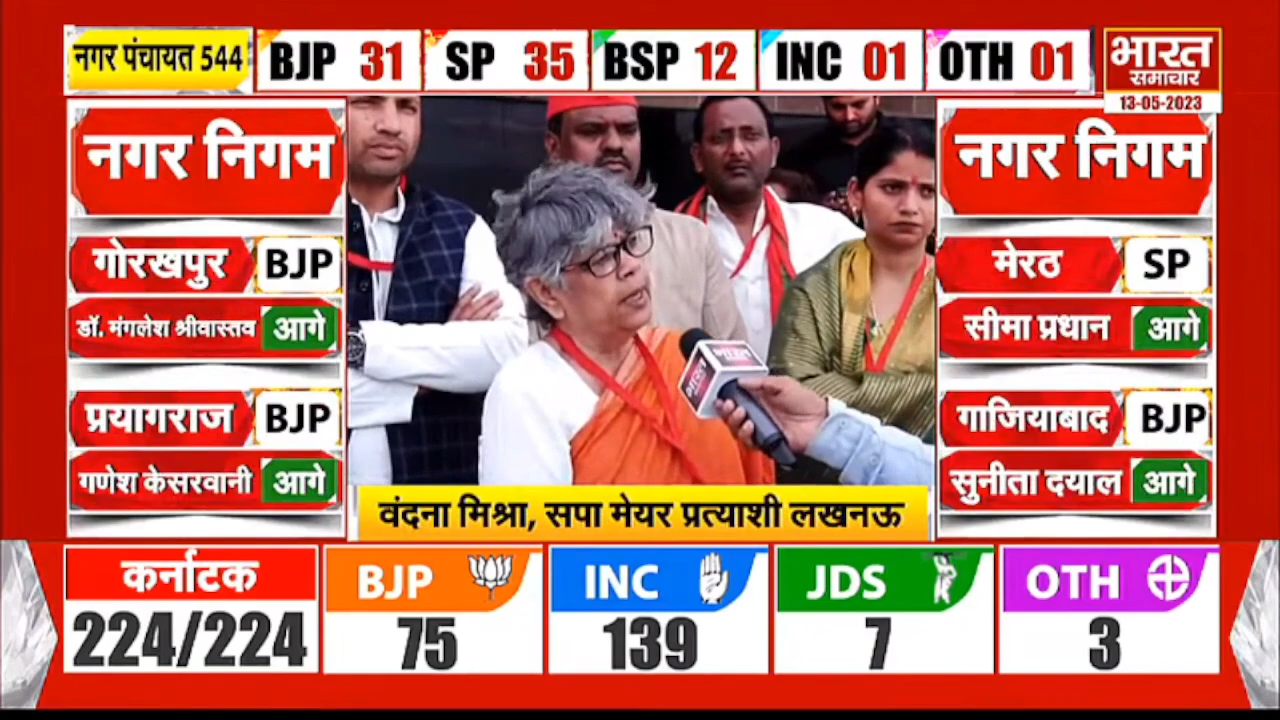 नगर पंचायत 544 BJP 31 SP 35 BSP 12 INC 01 OTH 01
भारत
समाचार
13-05-2023
नगर निगम
गोरखपुर BJP
डॉ. मंगलेश श्रीवास्तव आगे
प्रयागराज BJP
गणेश केसरवानी आगे
नगर निगम
मेरठ SP
सीमा प्रधान आगे
गाजियाबाद BJP
सुनीता दयाल आगे
भारत
वंदना मिश्रा, सपा मेयर प्रत्याशी लखनऊ
कर्नाटक BJP INC JDS OTH
224/224 75 139 7 3